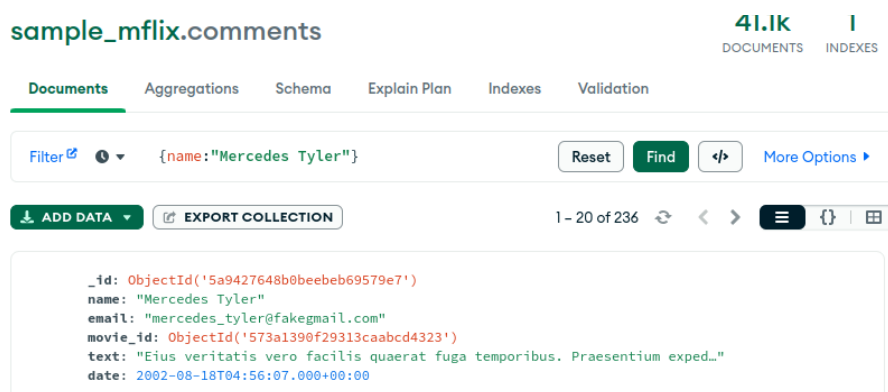 sample_mflix.comments
41.1k 1
DOCUMENTS INDEXES
Documents Aggregations Schema Explain Plan Indexes Validation
Filter {name:"Mercedes Tyler"} Reset Find </> More Options
ADD DATA EXPORT COLLECTION 1 – 20 of 236 {}
_id: ObjectId('5a9427648b0beebeb69579e7')
name: "Mercedes Tyler"
email: "mercedes_tyler@fakegmail.com"
movie_id: ObjectId('573a1390f29313caabcd4323')
text: "Eius veritatis vero facilis quaerat fuga temporibus. Praesentium exped…"
date: 2002-08-18T04:56:07.000+00:00